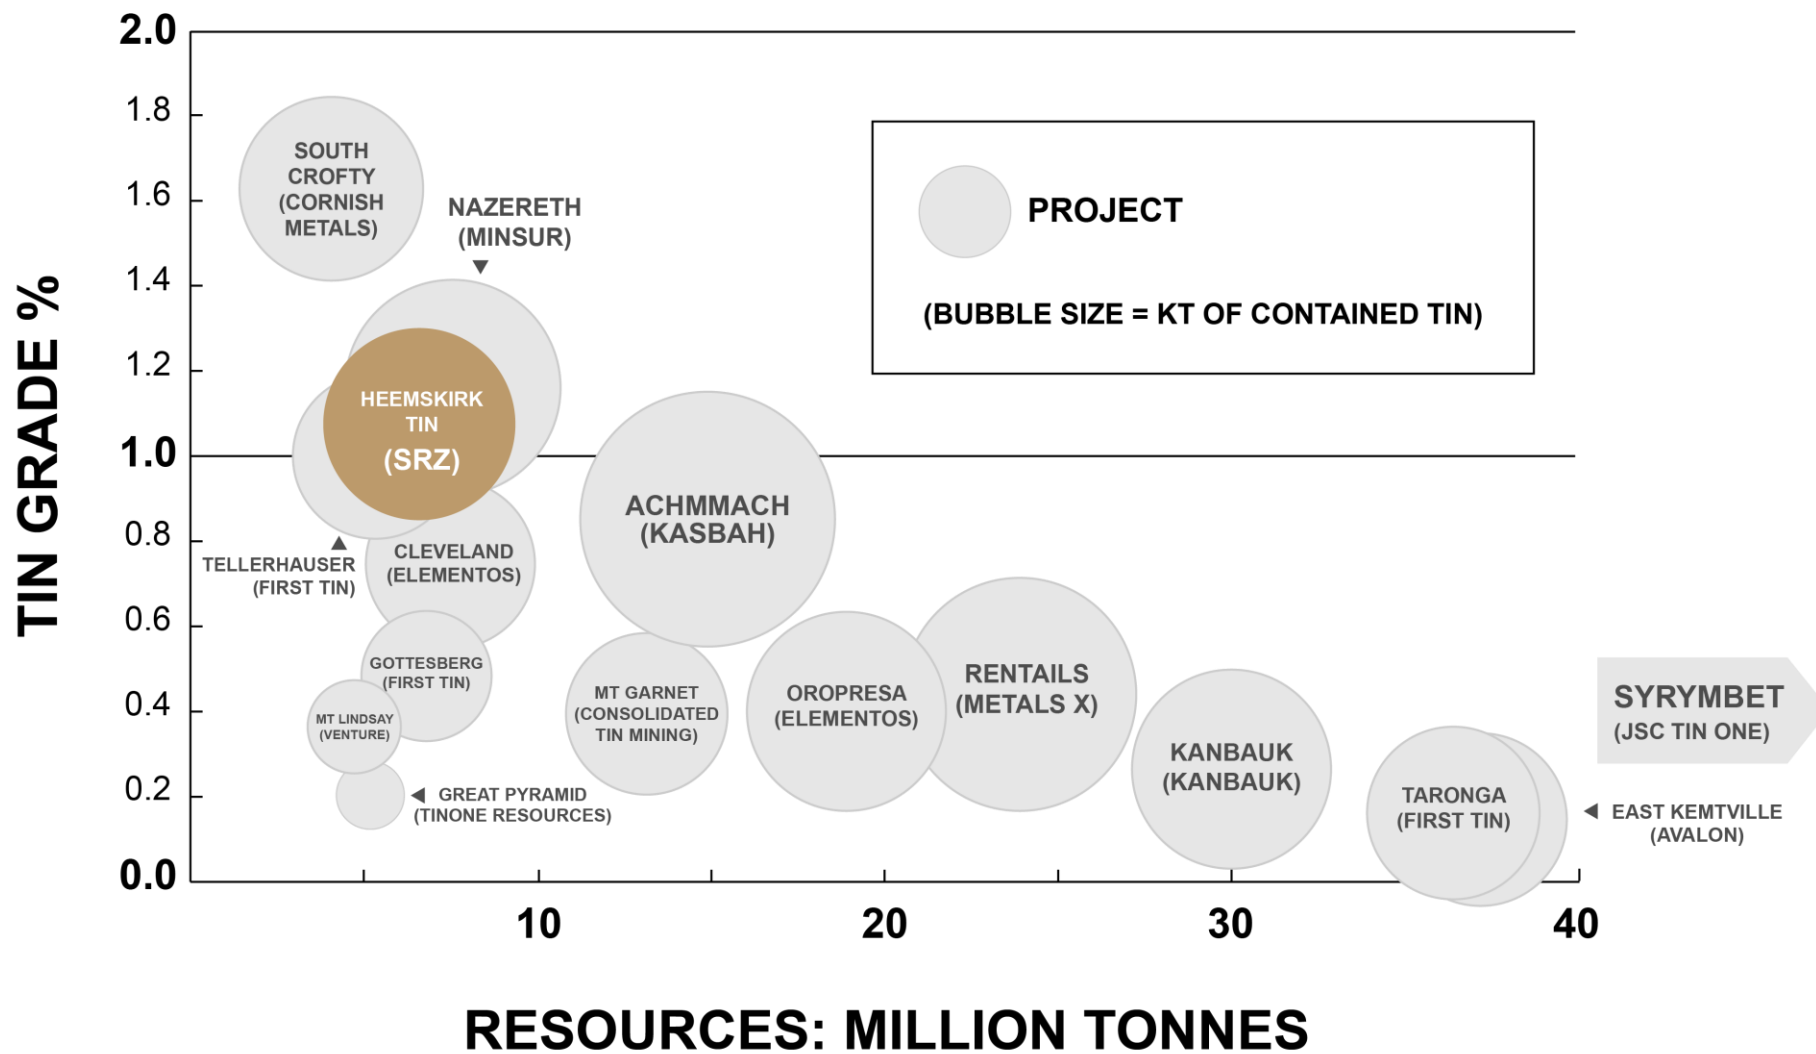 TIN GRADE %
2.0
1.8
1.6
1.4
1.2
1.0
0.8
0.6
0.4
0.2
0.0
SOUTH
CROFTY
(CORNISH
METALS)
NAZERETH
(MINSUR)
PROJECT
(BUBBLE SIZE = KT OF CONTAINED TIN)
HEEMSKIRK
TIN
(SRZ)
ACHMMACH
(KASBAH)
TELLERHAUSER
(FIRST TIN)
CLEVELAND
(ELEMENTOS)
GOTTESBERG
(FIRST TIN)
MT LINDSAY
(VENTURE)
GREAT PYRAMID
(TINONE RESOURCES)
MT GARNET
(CONSOLIDATED
TIN MINING)
OROPRESA
(ELEMENTOS)
RENTAILS
(METALS X)
KANBAUK
(KANBAUK)
TARONGA
(FIRST TIN)
SYRYMBET
(JSC TIN ONE)
EAST KEMTVILLE
(AVALON)
10
20
30
40
RESOURCES: MILLION TONNES